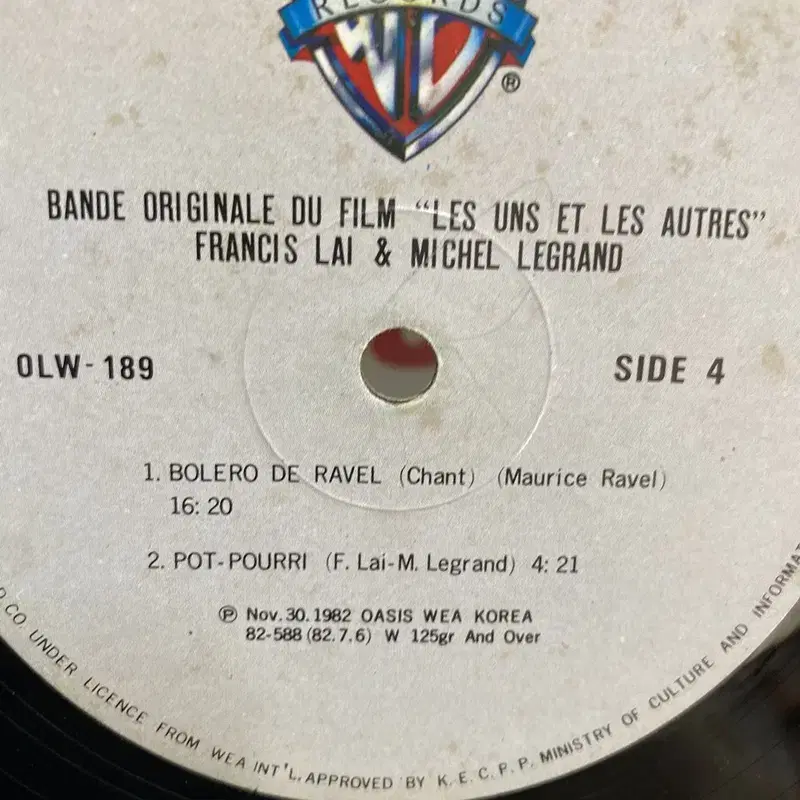 RECORDS
W
®
BANDE ORIGINALE DU FILM “LES UNS ET LES AUTRES”
FRANCIS LAI & MICHEL LEGRAND
OLW-189
SIDE 4
1. BOLERO DE RAVEL (Chant) (Maurice Ravel)
16:20
2. POT-POURRI (F. Lai-M. Legrand) 4:21
Ⓟ Nov.30.1982 OASIS WEA KOREA
82-588(82.7.6) W 125gr And Over
CO. UNDER LICENCE FROM WEA INT'L, APPROVED BY K.E.C.P.P. MINISTRY OF CULTURE AND